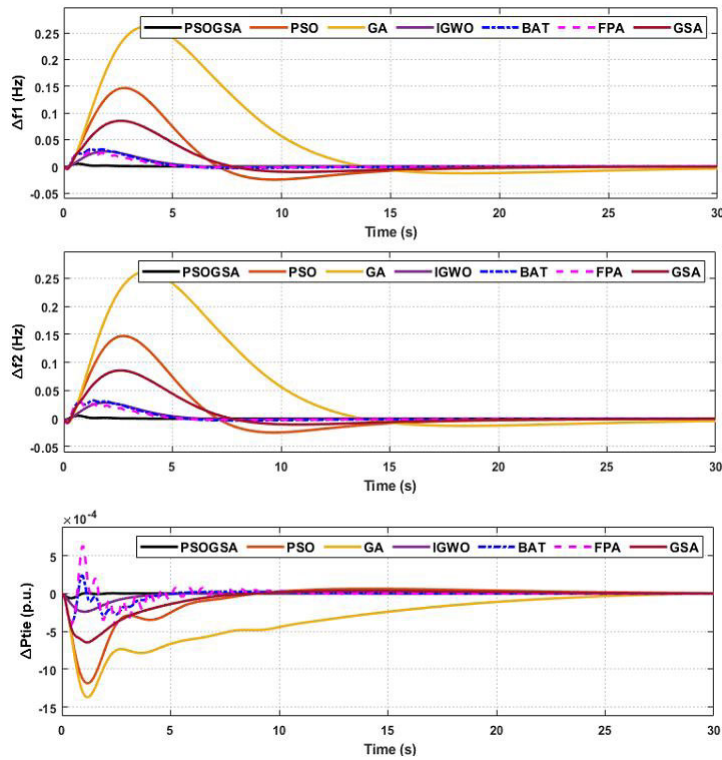 PSOGSA PSO GA IGWO BAT FPA GSA
0.25
0.2
0.15
0.1
0.05
0
-0.05
Δf1 (Hz)
0 5 10 15 20 25 30
Time (s)
PSOGSA PSO GA IGWO BAT FPA GSA
0.25
0.2
0.15
0.1
0.05
0
-0.05
Δf2 (Hz)
0 5 10 15 20 25 30
Time (s)
×10^-4
PSOGSA PSO GA IGWO BAT FPA GSA
5
0
-5
-10
-15
ΔPtie (p.u.)
0 5 10 15 20 25 30
Time (s)